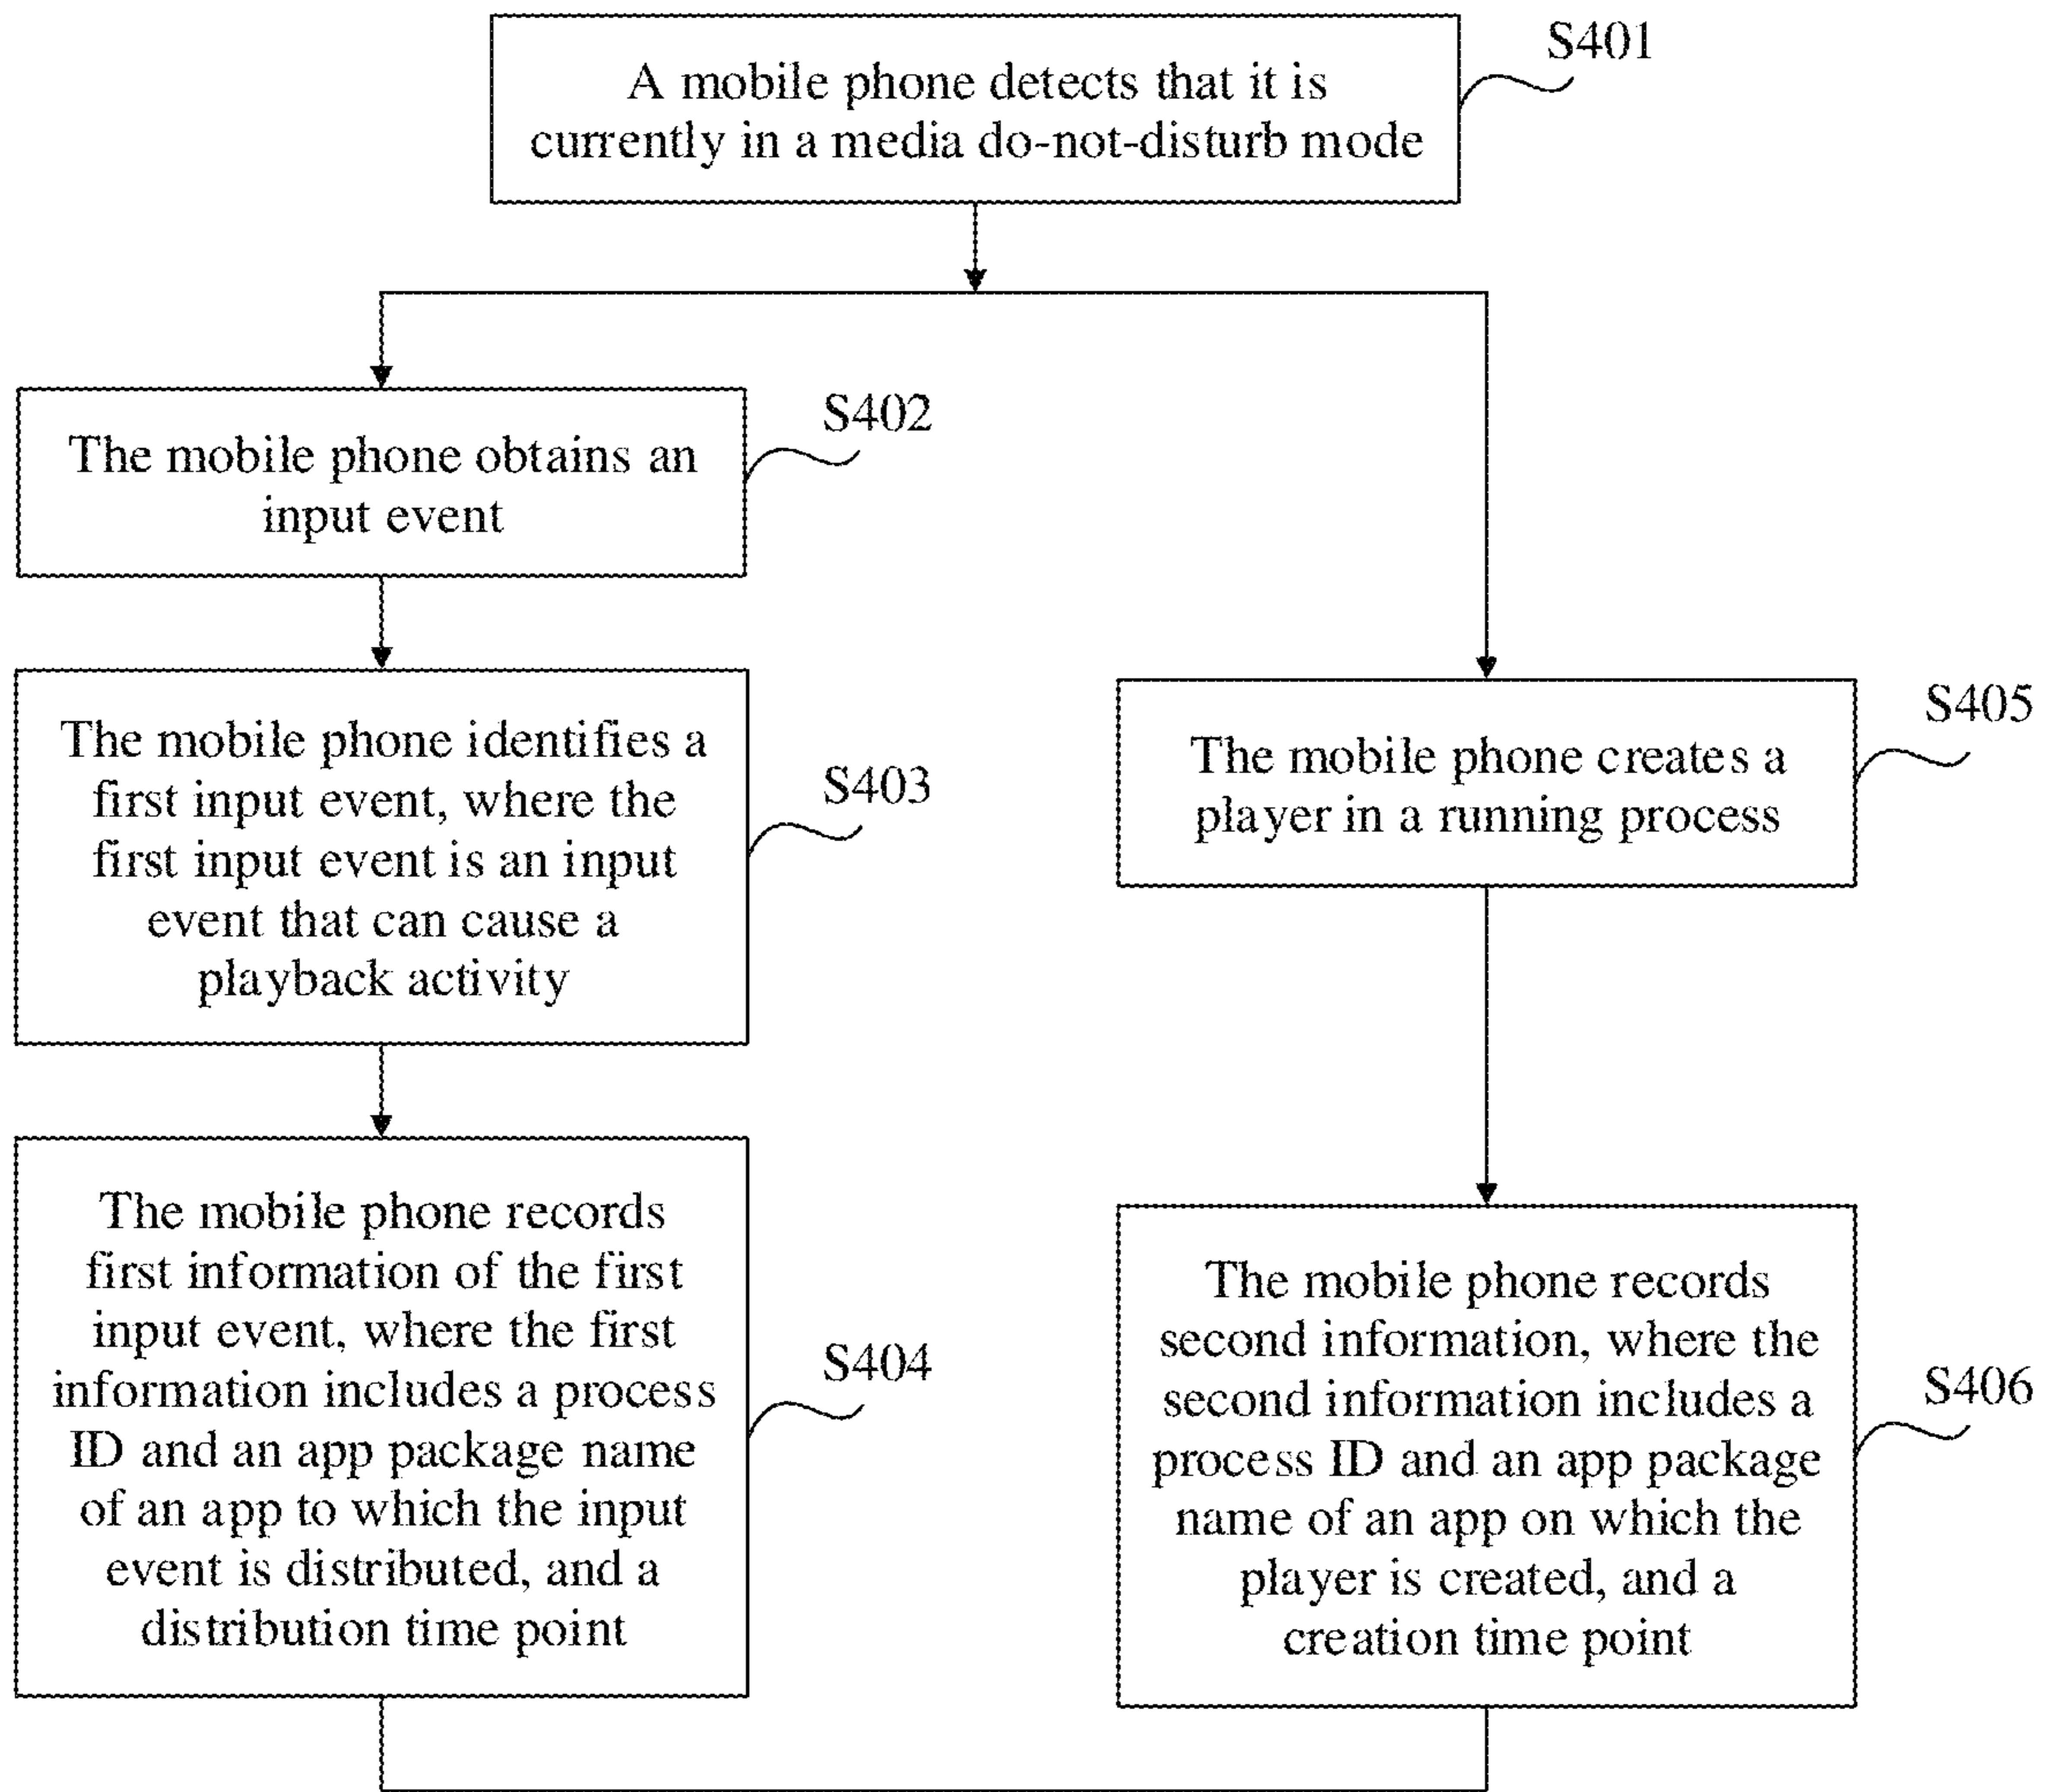 A mobile phone detects that it is
currently in a media do-not-disturb mode
S401
The mobile phone obtains an
input event
S402
The mobile phone identifies a
first input event, where the
first input event is an input
event that can cause a
playback activity
S403
The mobile phone records
first information of the first
input event, where the first
information includes a process
ID and an app package name
of an app to which the input
event is distributed, and a
distribution time point
S404
The mobile phone creates a
player in a running process
S405
The mobile phone records
second information, where the
second information includes a
process ID and an app package
name of an app on which the
player is created, and a
creation time point
S406